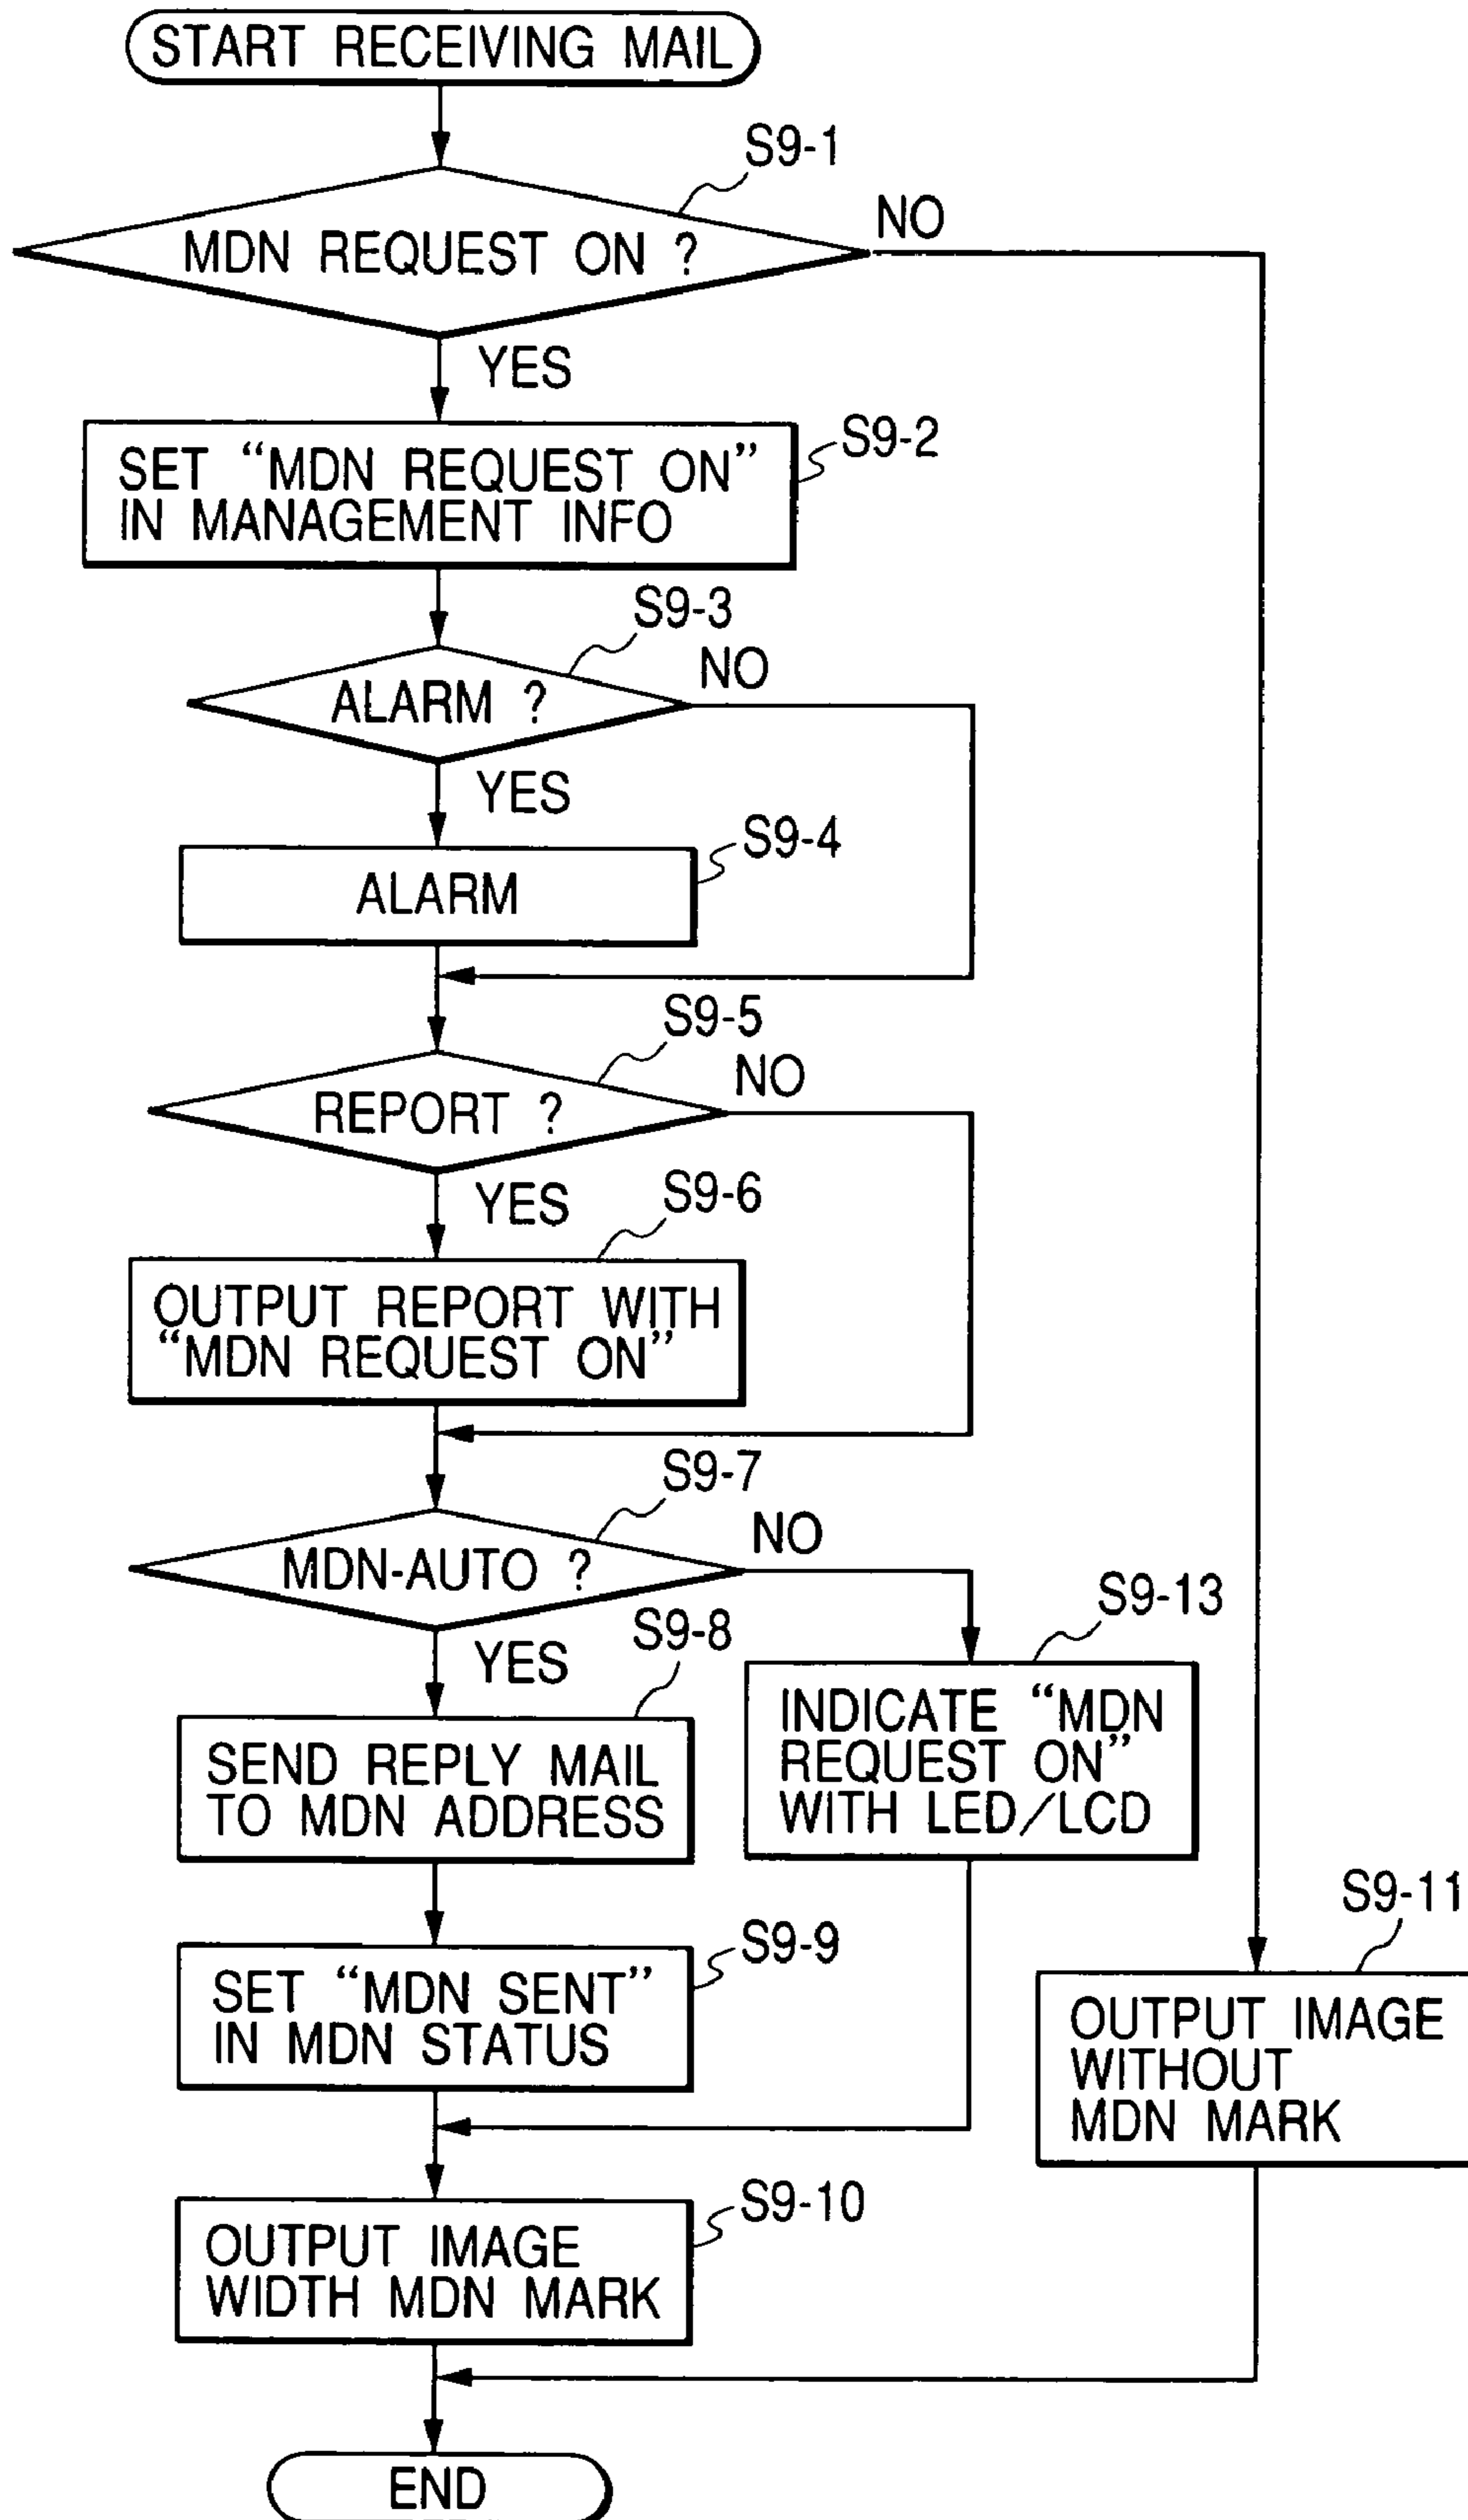 START RECEIVING MAIL
S9-1
MDN REQUEST ON ?
NO
YES
S9-2
SET “MDN REQUEST ON”
IN MANAGEMENT INFO
S9-3
ALARM ?
NO
YES
S9-4
ALARM
S9-5
REPORT ?
NO
YES
S9-6
OUTPUT REPORT WITH
“MDN REQUEST ON”
S9-7
MDN-AUTO ?
NO
YES
S9-8
SEND REPLY MAIL
TO MDN ADDRESS
S9-13
INDICATE “MDN
REQUEST ON”
WITH LED/LCD
S9-9
SET “MDN SENT”
IN MDN STATUS
S9-11
OUTPUT IMAGE
WITHOUT
MDN MARK
S9-10
OUTPUT IMAGE
WIDTH MDN MARK
END